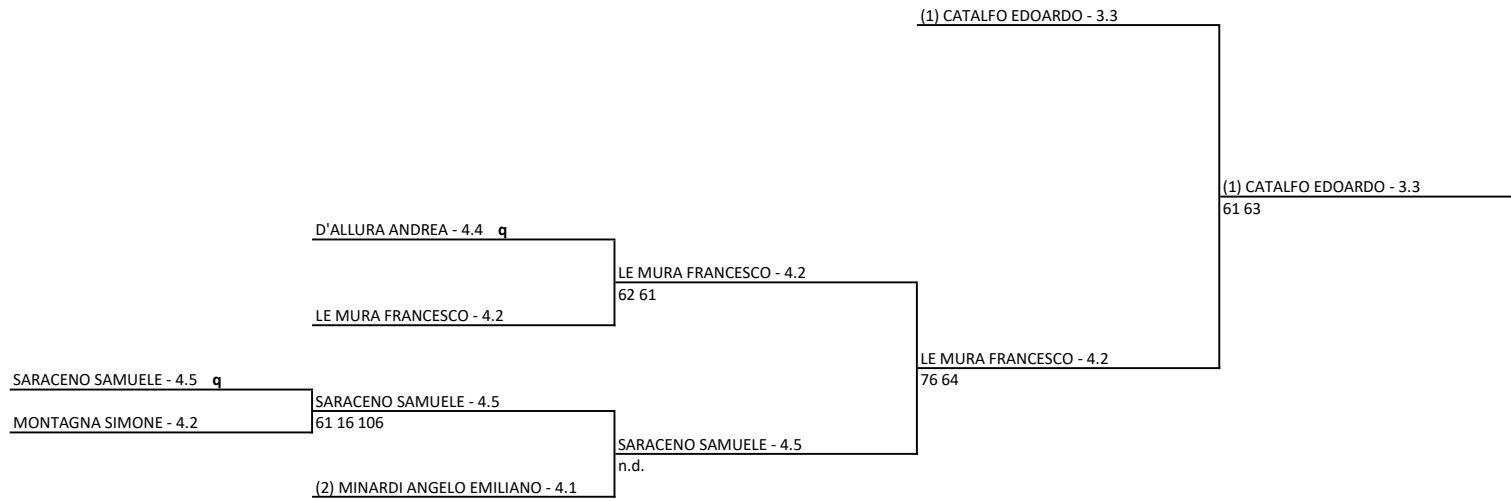 (1) CATALFO EDOARDO - 3.3
(1) CATALFO EDOARDO - 3.3
61 63
D'ALLURA ANDREA - 4.4 q
LE MURA FRANCESCO - 4.2
62 61
LE MURA FRANCESCO - 4.2
LE MURA FRANCESCO - 4.2
76 64
SARACENO SAMUELE - 4.5 q
SARACENO SAMUELE - 4.5
61 16 106
MONTAGNA SIMONE - 4.2
SARACENO SAMUELE - 4.5
n.d.
(2) MINARDI ANGELO EMILIANO - 4.1